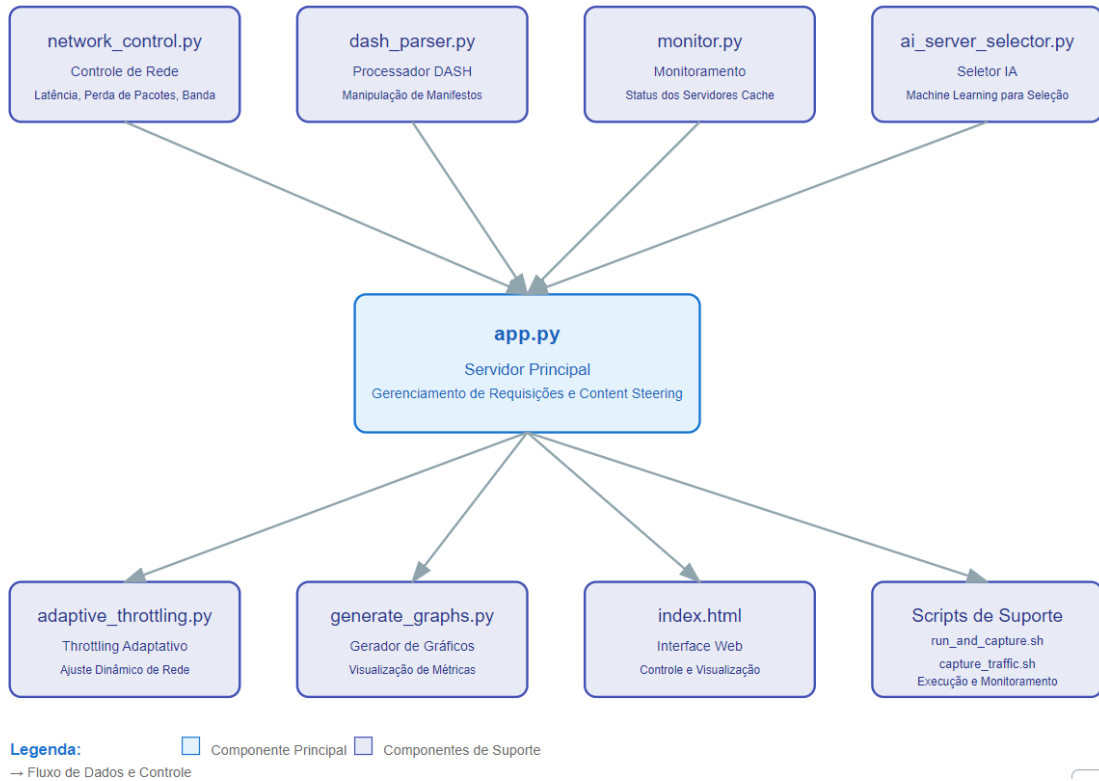 network_control.py
Controle de Rede
Latência, Perda de Pacotes, Banda
dash_parser.py
Processador DASH
Manipulação de Manifestos
monitor.py
Monitoramento
Status dos Servidores Cache
ai_server_selector.py
Seletor IA
Machine Learning para Seleção
app.py
Servidor Principal
Gerenciamento de Requisições e Content Steering
adaptive_throttling.py
Throttling Adaptativo
Ajuste Dinâmico de Rede
generate_graphs.py
Gerador de Gráficos
Visualização de Métricas
index.html
Interface Web
Controle e Visualização
Scripts de Suporte
run_and_capture.sh
capture_traffic.sh
Execução e Monitoramento
Legenda:
Componente Principal
Componentes de Suporte
→ Fluxo de Dados e Controle